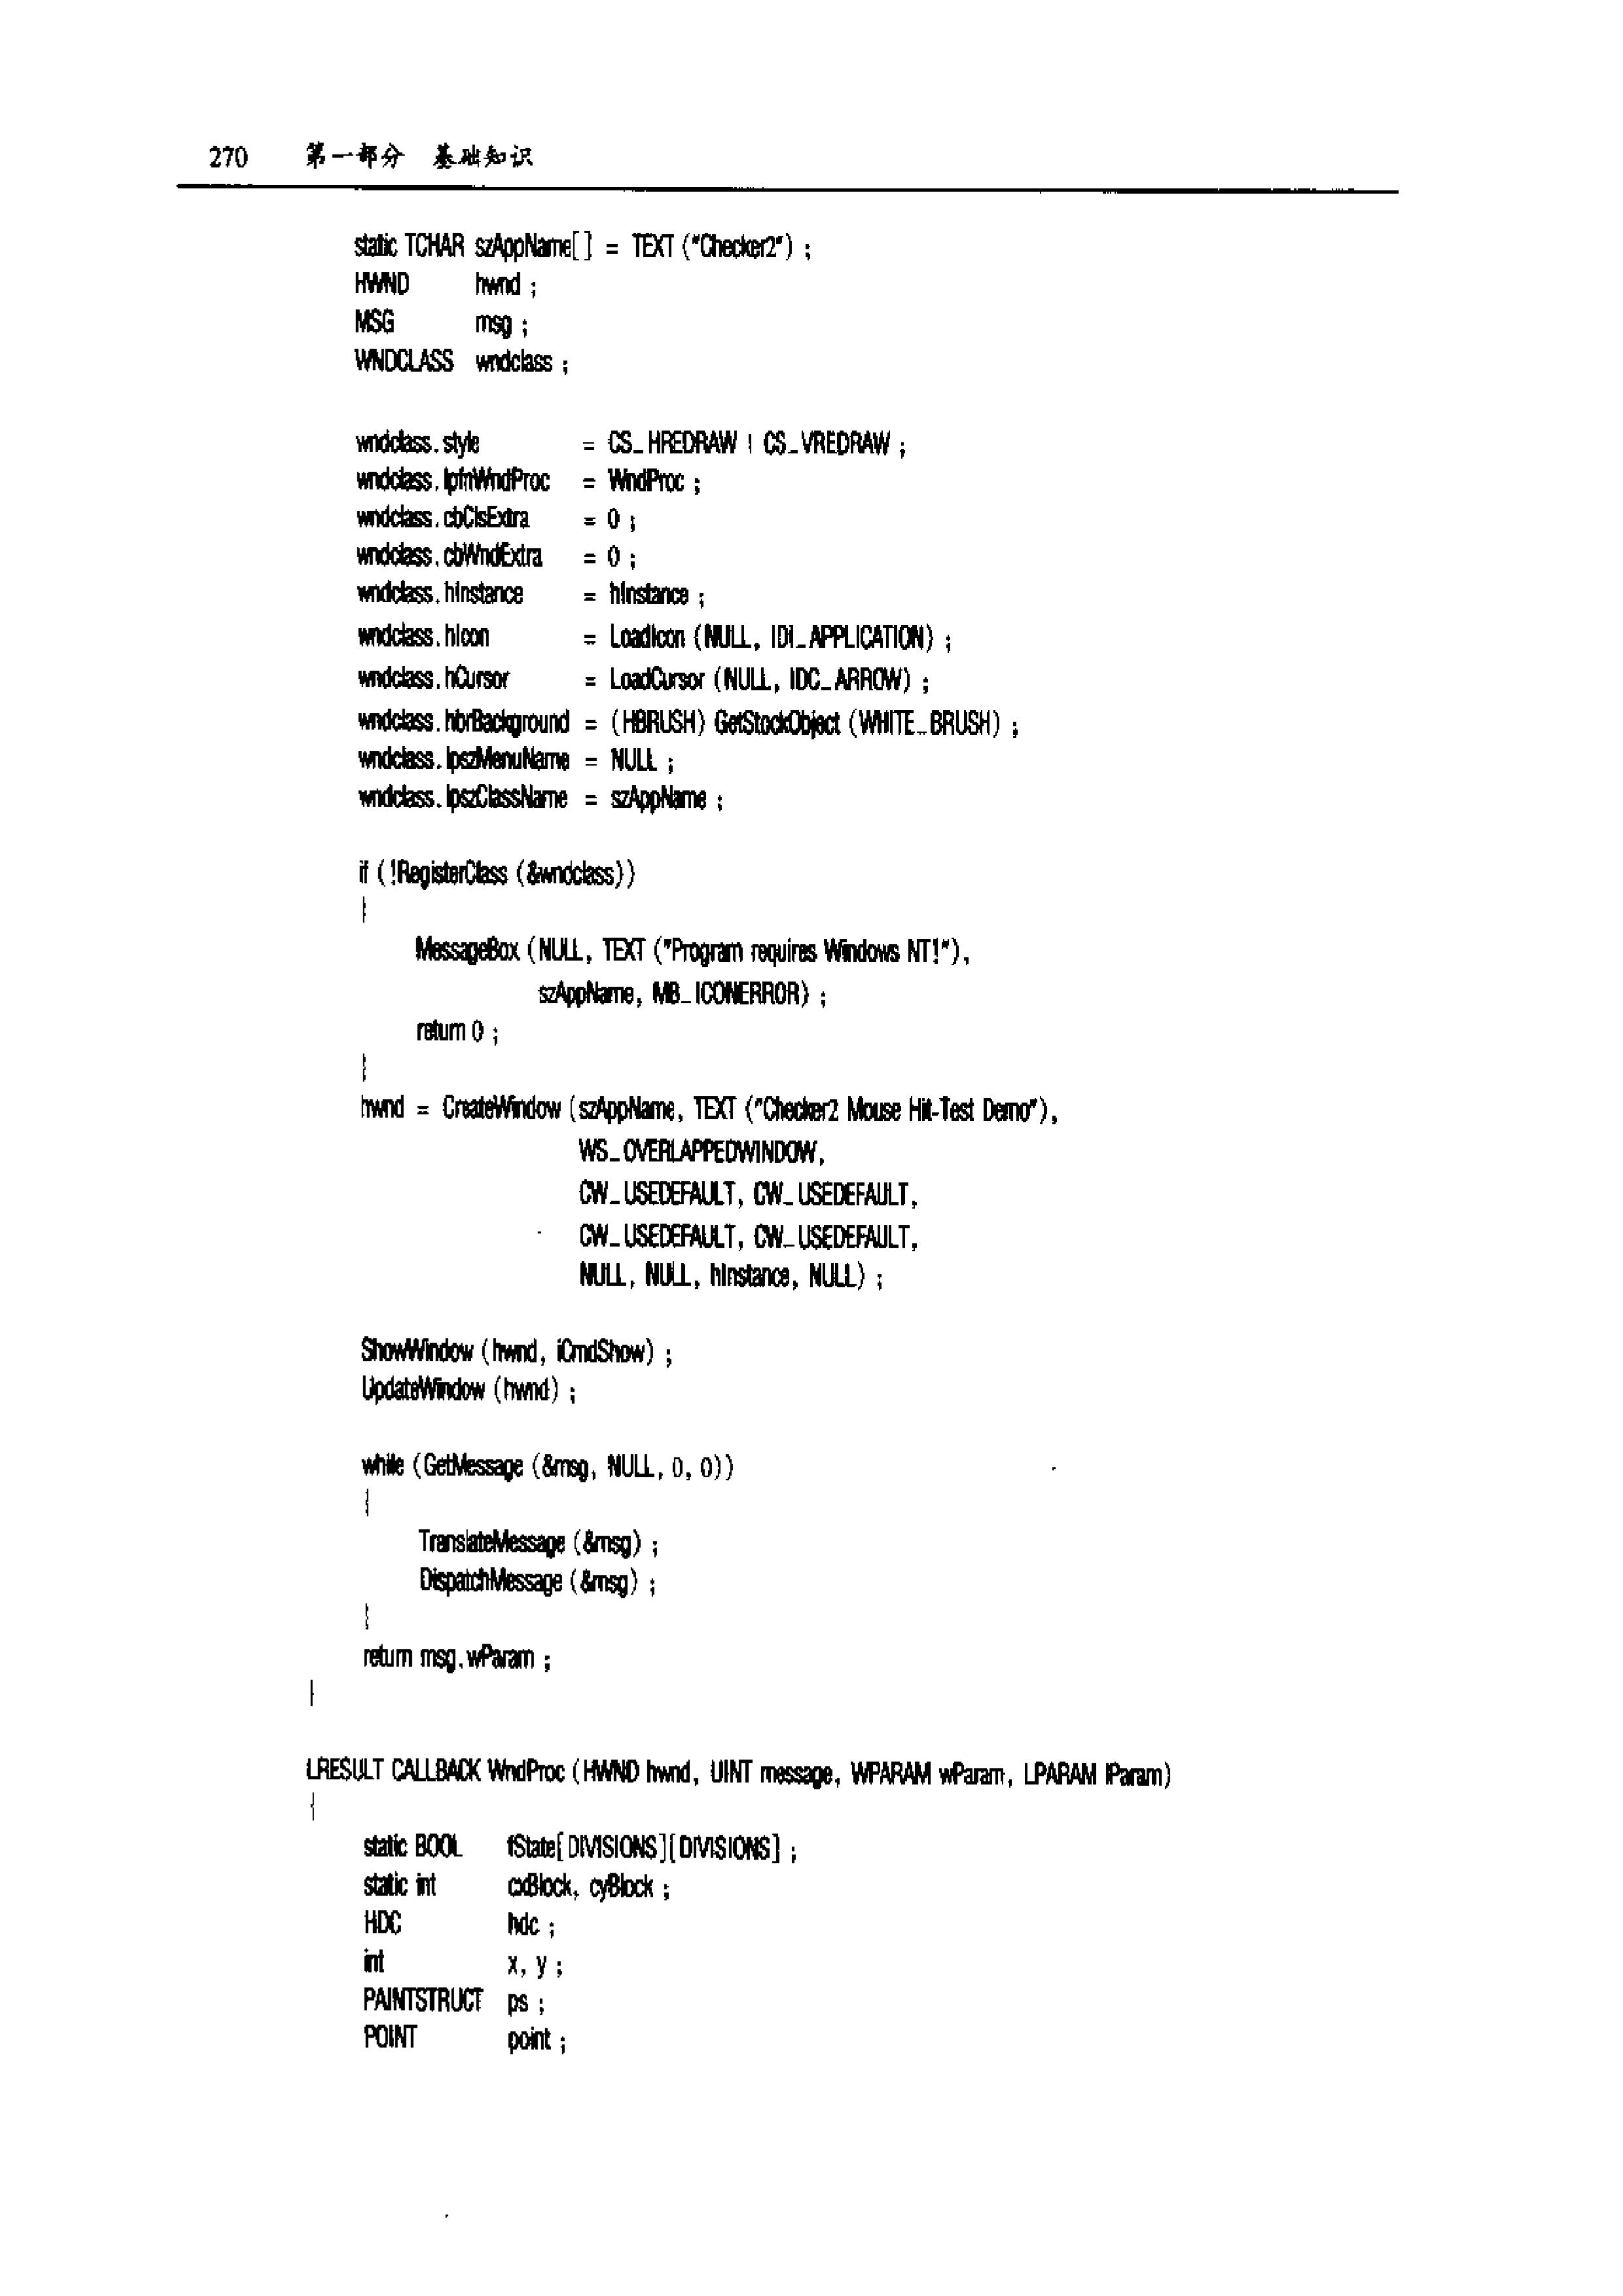 270 第一部分 基础知识
static TCHAR szAppName[] = TEXT ("Checker2") ;
HWND hwnd ;
MSG msg ;
WNDCLASS wndclass ;
wndclass.style = CS_HREDRAW | CS_VREDRAW ;
wndclass.lpfnWndProc = WndProc ;
wndclass.cbClsExtra = 0 ;
wndclass.cbWndExtra = 0 ;
wndclass.hInstance = hInstance ;
wndclass.hIcon = LoadIcon (NULL, IDI_APPLICATION) ;
wndclass.hCursor = LoadCursor (NULL, IDC_ARROW) ;
wndclass.hbrBackground = (HBRUSH) GetStockObject (WHITE_BRUSH) ;
wndclass.lpszMenuName = NULL ;
wndclass.lpszClassName = szAppName ;
if (!RegisterClass (&wndclass))
{
MessageBox (NULL, TEXT ("Program requires Windows NT!"),
szAppName, MB_ICONERROR) ;
return 0 ;
}
hwnd = CreateWindow (szAppName, TEXT ("Checker2 Mouse Hit-Test Demo"),
WS_OVERLAPPEDWINDOW,
CW_USEDEFAULT, CW_USEDEFAULT,
CW_USEDEFAULT, CW_USEDEFAULT,
NULL, NULL, hInstance, NULL) ;
ShowWindow (hwnd, iCmdShow) ;
UpdateWindow (hwnd) ;
while (GetMessage (&msg, NULL, 0, 0))
{
TranslateMessage (&msg) ;
DispatchMessage (&msg) ;
}
return msg.wParam ;
}
LRESULT CALLBACK WndProc (HWND hwnd, UINT message, WPARAM wParam, LPARAM lParam)
{
static BOOL fState[DIVISIONS][DIVISIONS] ;
static int cxBlock, cyBlock ;
HDC hdc ;
int x, y ;
PAINTSTRUCT ps ;
POINT point ;